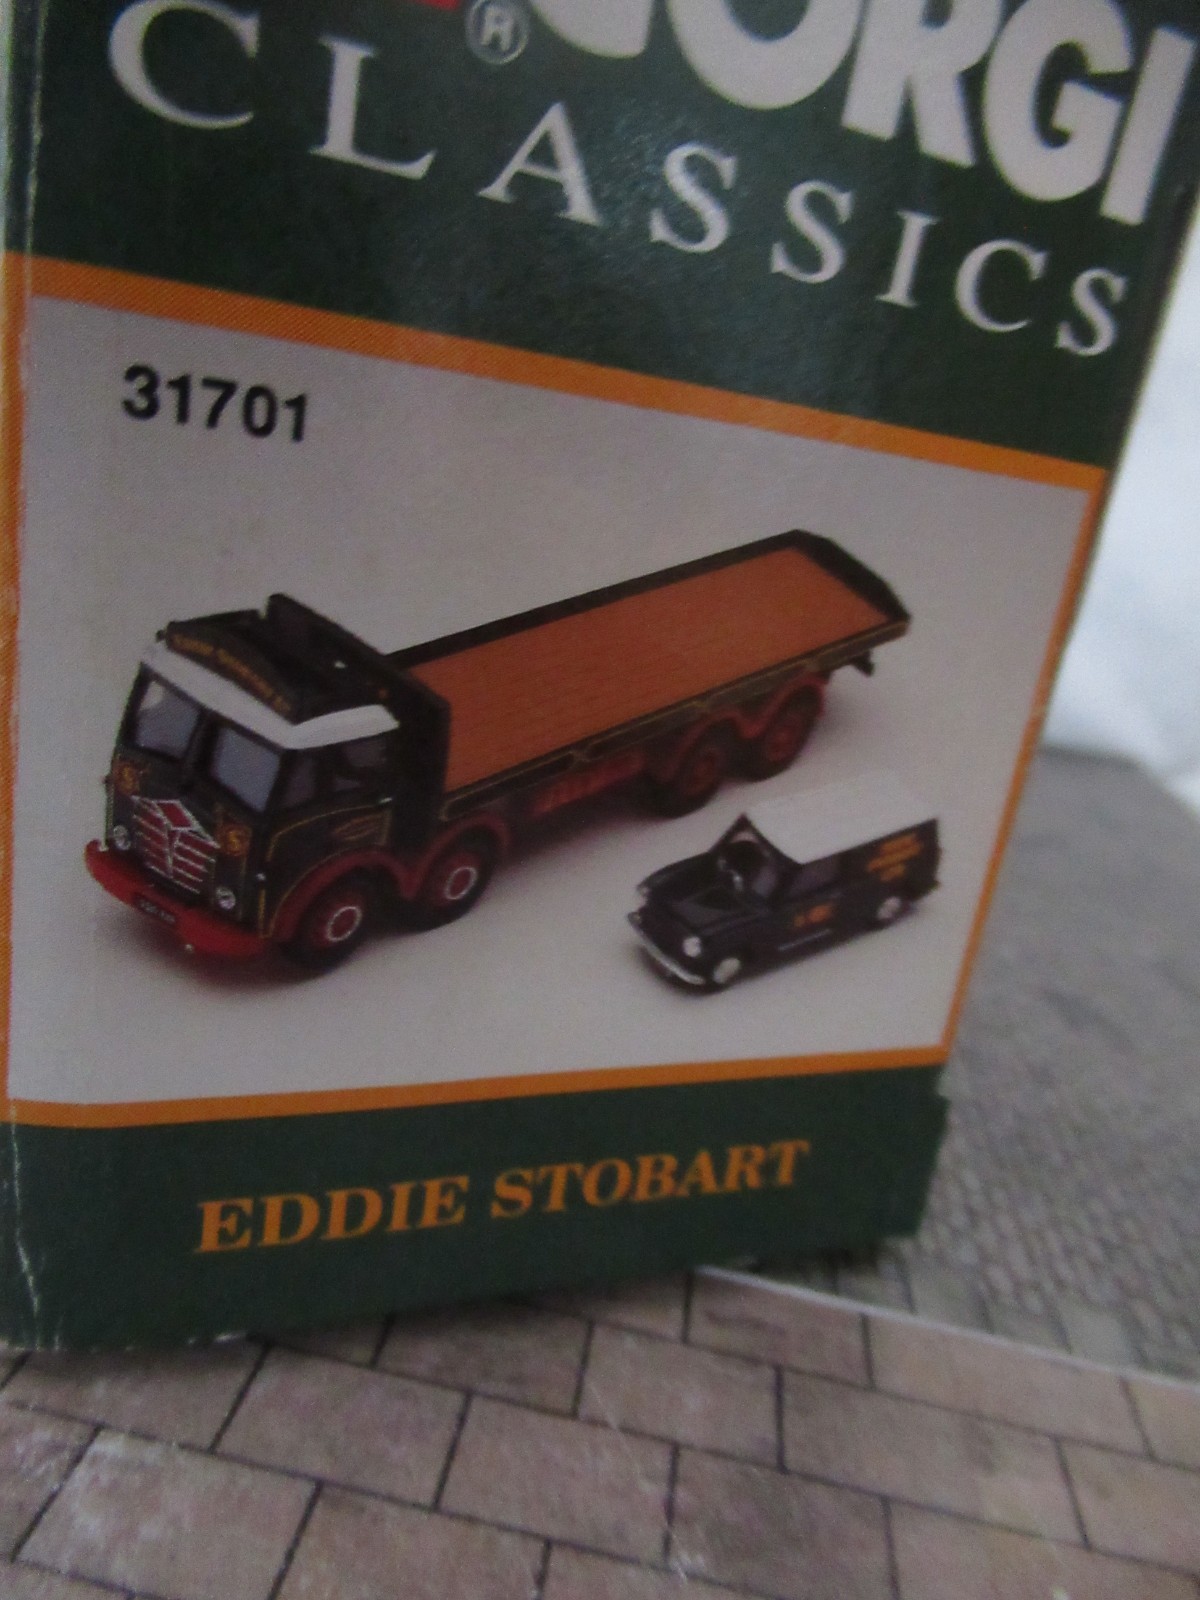 CORGI
®
CLASSICS
31701
EDDIE STOBART